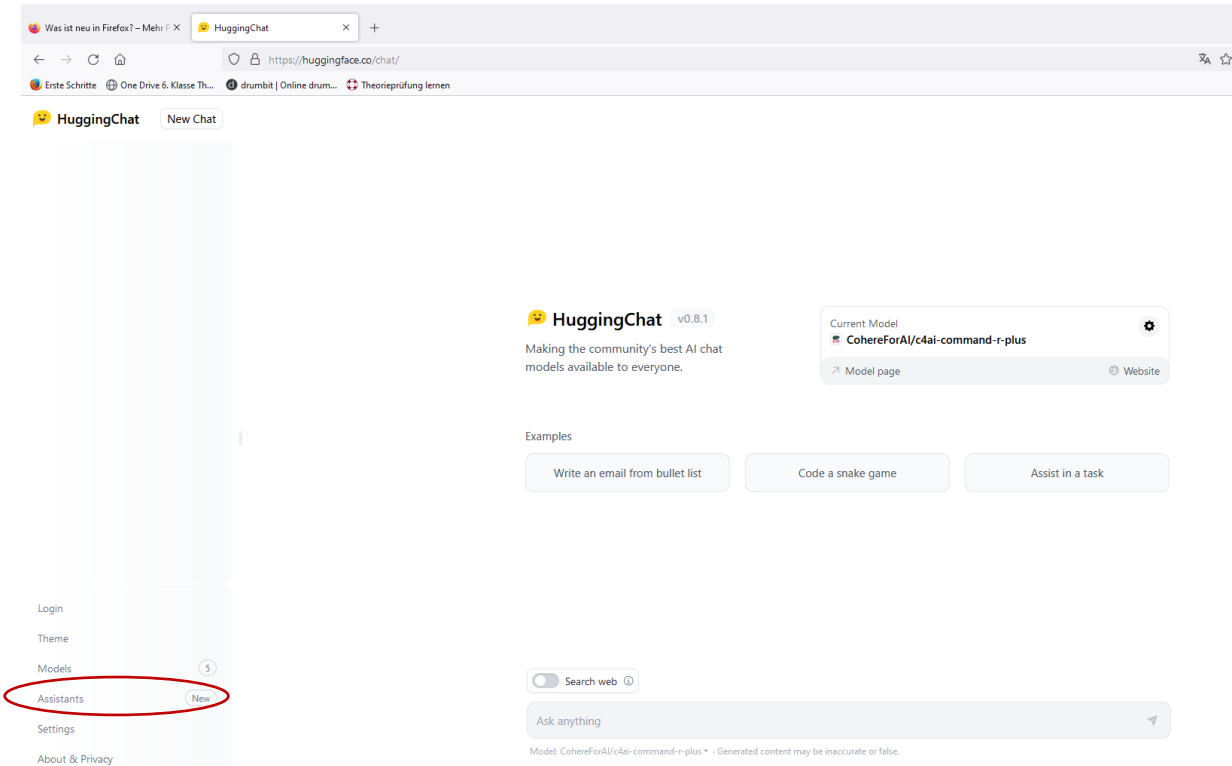 Was ist neu in Firefox? – Mehr
HuggingChat
https://huggingface.co/chat/
Erste Schritte
One Drive 6. Klasse Th...
drumbit | Online drum...
Theorieprüfung lernen
HuggingChat
New Chat
HuggingChat v0.8.1
Making the community's best AI chat
models available to everyone.
Current Model
CohereForAI/c4ai-command-r-plus
Model page
Website
Examples
Write an email from bullet list
Code a snake game
Assist in a task
Login
Theme
Models 5
Assistants New
Settings
About & Privacy
Search web
Ask anything
Model: CohereForAI/c4ai-command-r-plus · Generated content may be inaccurate or false.